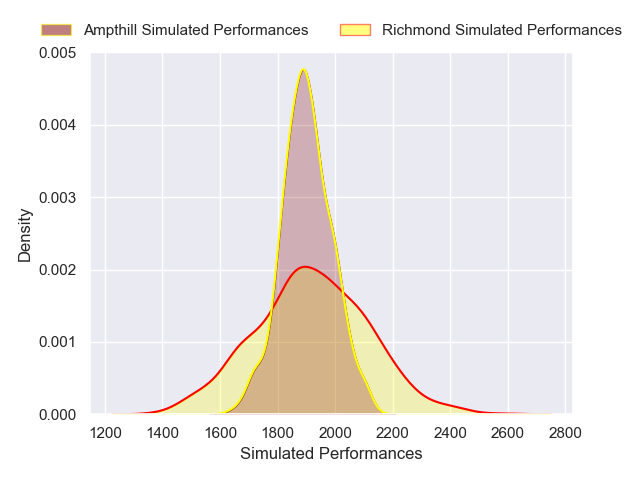 Ampthill Simulated Performances Richmond Simulated Performances
0.005
0.004
0.003
0.002
0.001
0.000
Density
1200 1400 1600 1800 2000 2200 2400 2600 2800
Simulated Performances